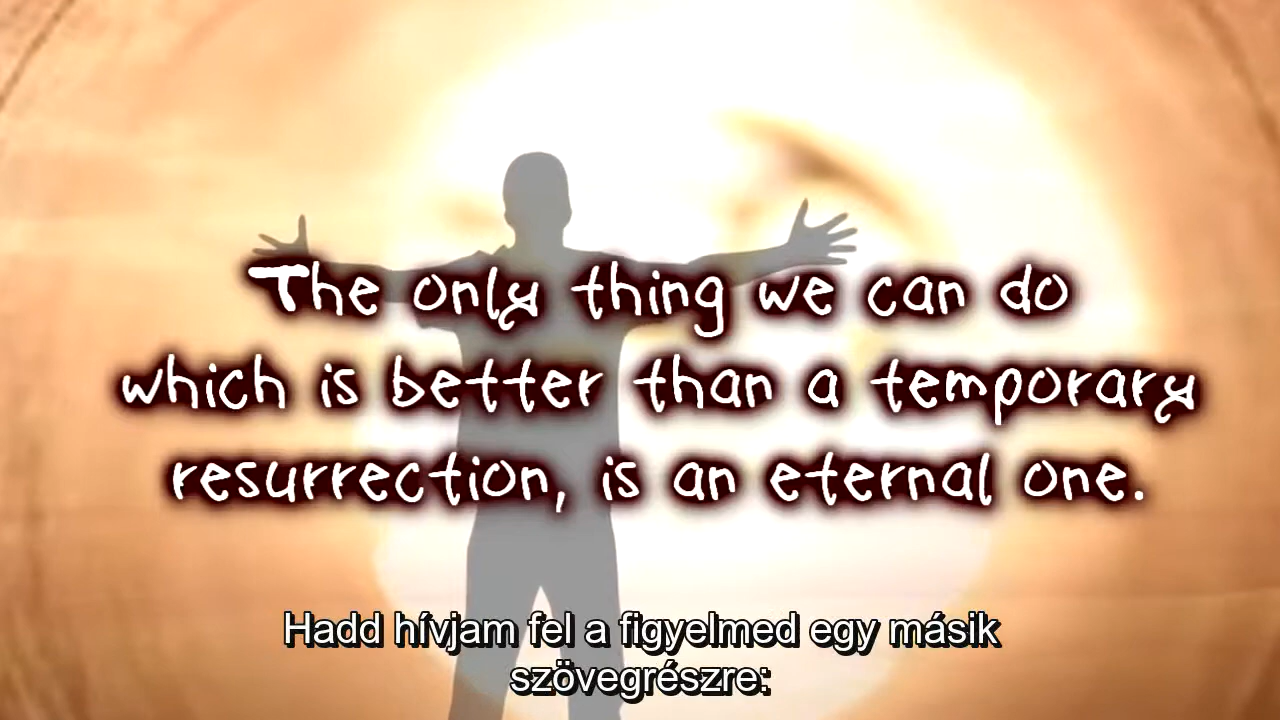 The only thing we can do
which is better than a temporary
resurrection, is an eternal one.
Hadd hívjam fel a figyelmed egy másik
szövegrészre: